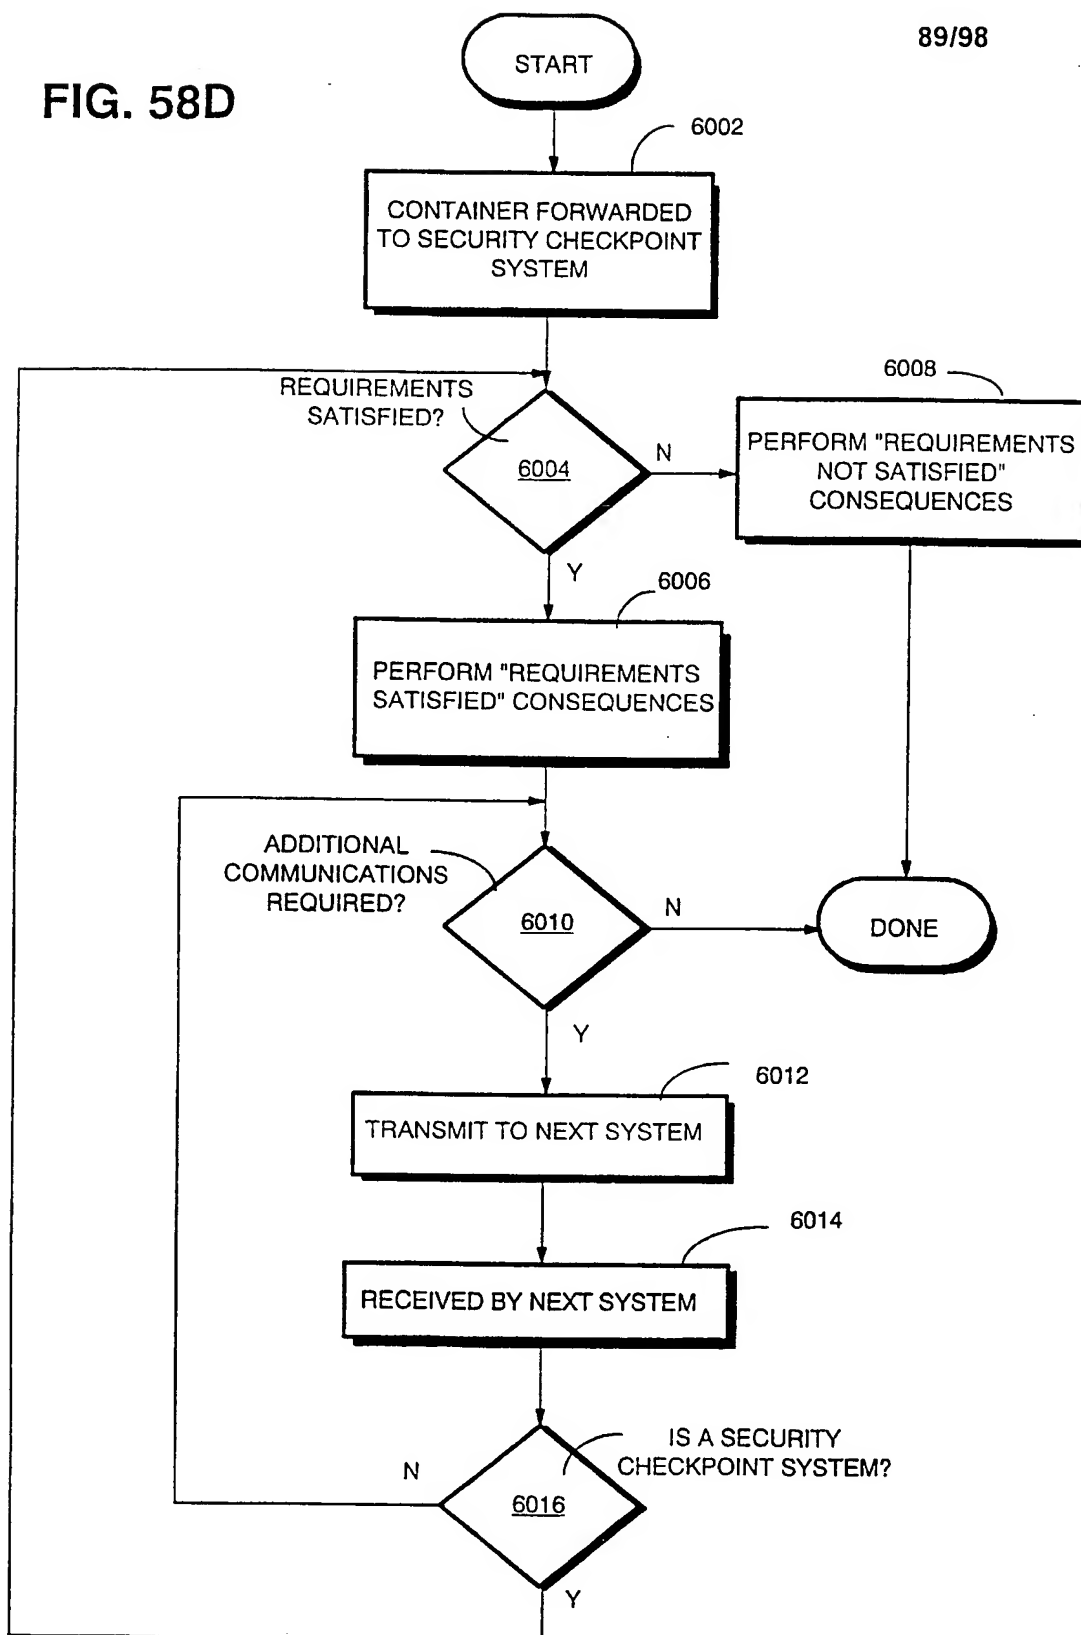 89/98
FIG. 58D
START
6002
CONTAINER FORWARDED
TO SECURITY CHECKPOINT
SYSTEM
REQUIREMENTS
SATISFIED?
6004
N
Y
6008
PERFORM "REQUIREMENTS
NOT SATISFIED"
CONSEQUENCES
6006
PERFORM "REQUIREMENTS
SATISFIED" CONSEQUENCES
ADDITIONAL
COMMUNICATIONS
REQUIRED?
6010
N
DONE
Y
6012
TRANSMIT TO NEXT SYSTEM
6014
RECEIVED BY NEXT SYSTEM
IS A SECURITY
CHECKPOINT SYSTEM?
N
6016
Y